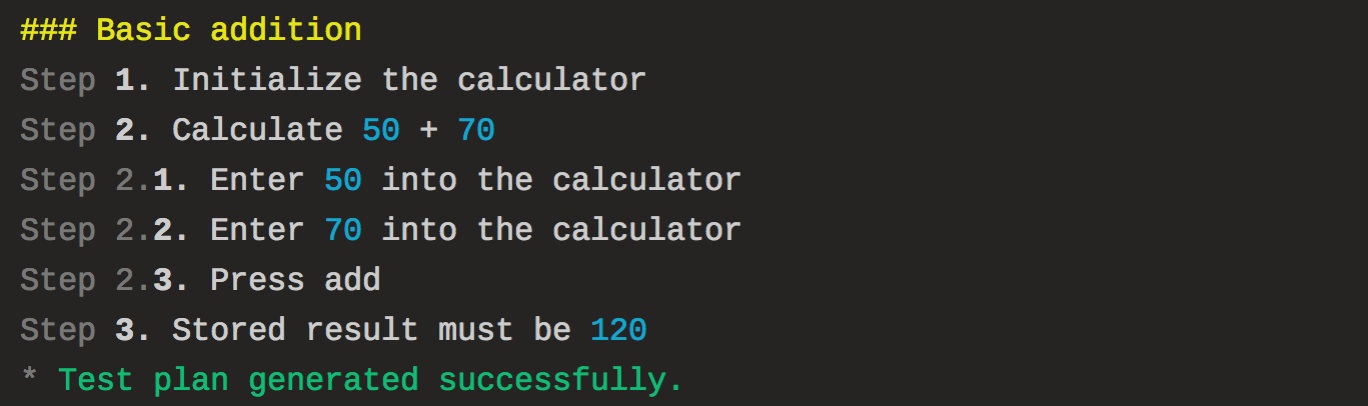 ### Basic addition
Step 1. Initialize the calculator
Step 2. Calculate 50 + 70
Step 2.1. Enter 50 into the calculator
Step 2.2. Enter 70 into the calculator
Step 2.3. Press add
Step 3. Stored result must be 120
* Test plan generated successfully.